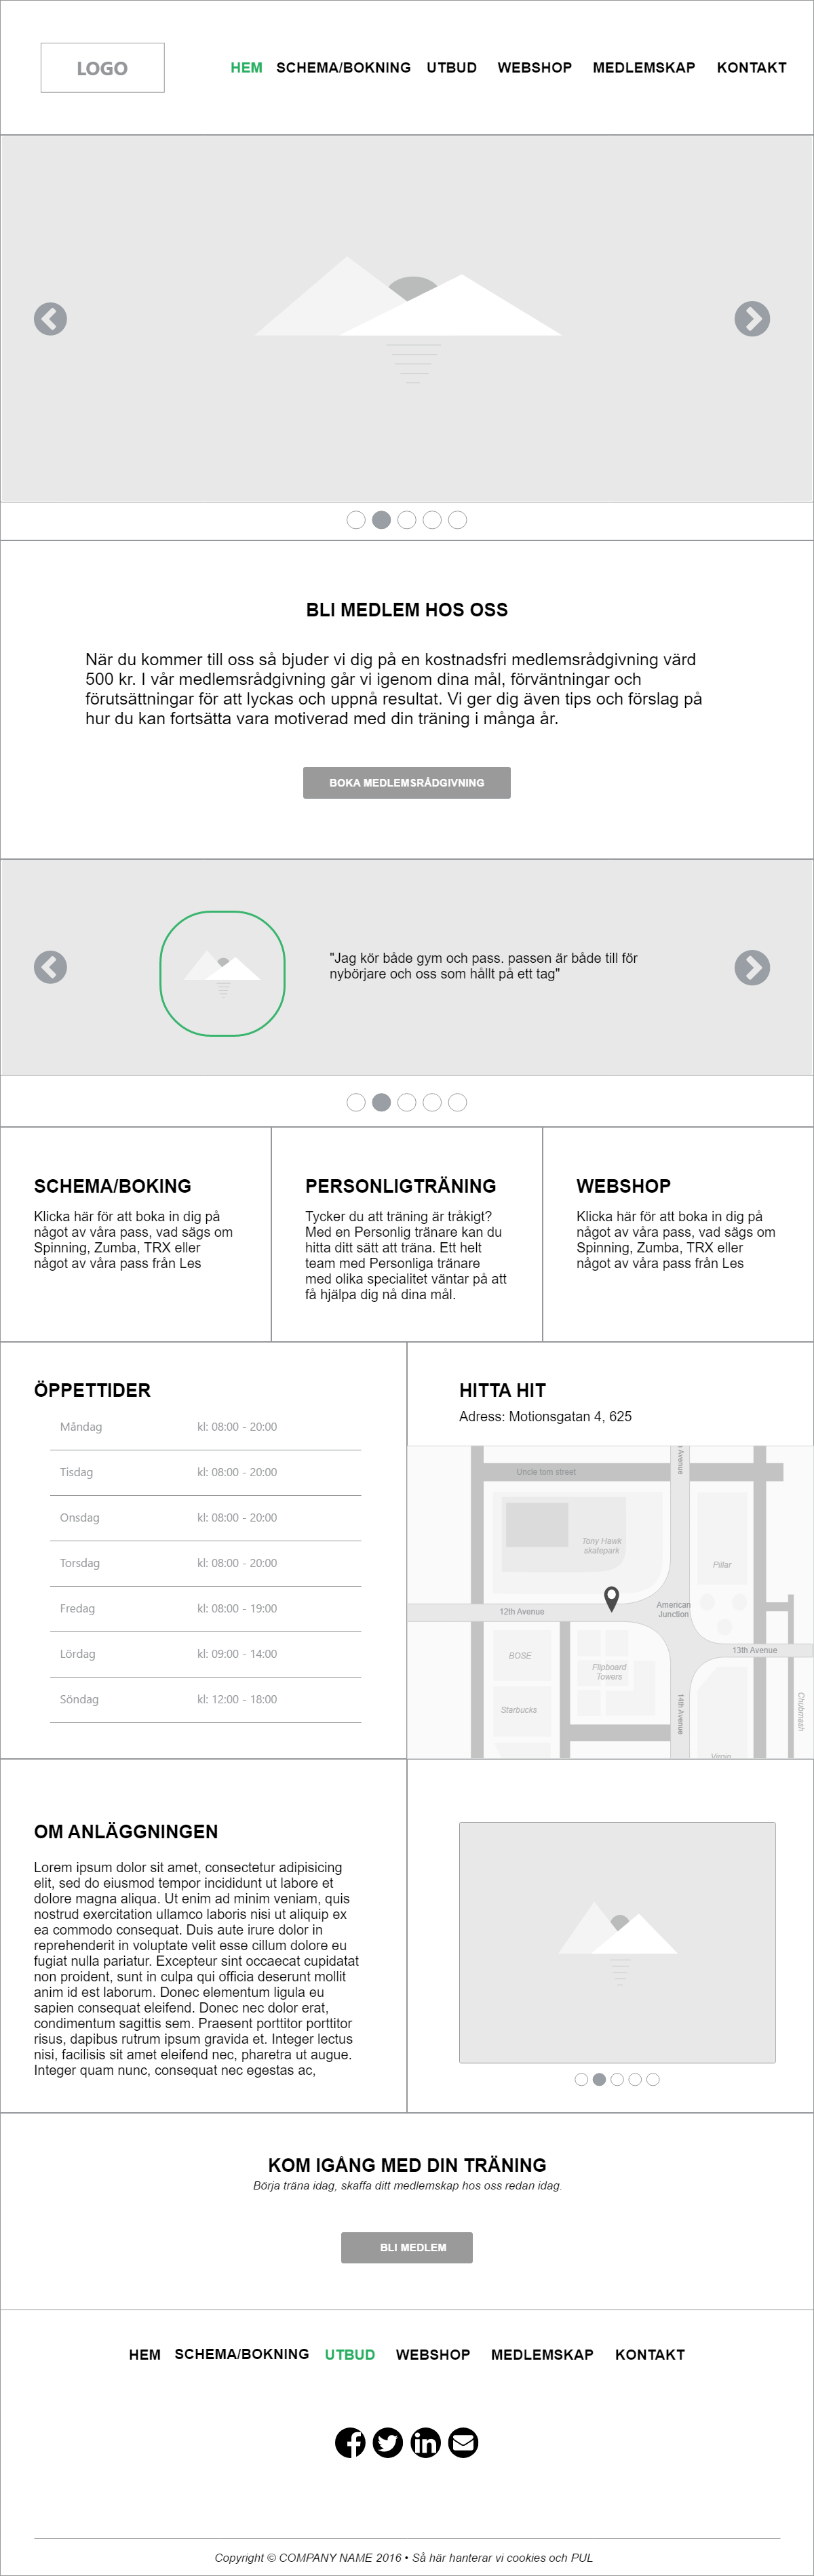 LOGO
HEM SCHEMA/BOKNING UTBUD WEBSHOP MEDLEMSKAP KONTAKT
BLI MEDLEM HOS OSS
När du kommer till oss så bjuder vi dig på en kostnadsfri medlemsrådgivning värd
500 kr. I vår medlemsrådgivning går vi igenom dina mål, förväntningar och
förutsättningar för att lyckas och uppnå resultat. Vi ger dig även tips och förslag på
hur du kan fortsätta vara motiverad med din träning i många år.
BOKA MEDLEMSRÅDGIVNING
"Jag kör både gym och pass. passen är både till för
nybörjare och oss som hållt på ett tag"
SCHEMA/BOKING
Klicka här för att boka in dig på
något av våra pass, vad sägs om
Spinning, Zumba, TRX eller
något av våra pass från Les
PERSONLIGTRÄNING
Tycker du att träning är tråkigt?
Med en Personlig tränare kan du
hitta ditt sätt att träna. Ett helt
team med Personliga tränare
med olika specialitet väntar på att
få hjälpa dig nå dina mål.
WEBSHOP
Klicka här för att boka in dig på
något av våra pass, vad sägs om
Spinning, Zumba, TRX eller
något av våra pass från Les
ÖPPETTIDER
Måndag kl: 08:00 - 20:00
Tisdag kl: 08:00 - 20:00
Onsdag kl: 08:00 - 20:00
Torsdag kl: 08:00 - 20:00
Fredag kl: 08:00 - 19:00
Lördag kl: 09:00 - 14:00
Söndag kl: 12:00 - 18:00
HITTA HIT
Adress: Motionsgatan 4, 625
Avenue
Uncle tom street
Tony Hawk
skatepark
Pillar
12th Avenue
American
Junction
13th Avenue
BOSE
Flipboard
Towers
Starbucks
14th Avenue
Chubmash
Virgin
OM ANLÄGGNINGEN
Lorem ipsum dolor sit amet, consectetur adipisicing
elit, sed do eiusmod tempor incididunt ut labore et
dolore magna aliqua. Ut enim ad minim veniam, quis
nostrud exercitation ullamco laboris nisi ut aliquip ex
ea commodo consequat. Duis aute irure dolor in
reprehenderit in voluptate velit esse cillum dolore eu
fugiat nulla pariatur. Excepteur sint occaecat cupidatat
non proident, sunt in culpa qui officia deserunt mollit
anim id est laborum. Donec elementum ligula eu
sapien consequat eleifend. Donec nec dolor erat,
condimentum sagittis sem. Praesent porttitor porttitor
risus, dapibus rutrum ipsum gravida et. Integer lectus
nisi, facilisis sit amet eleifend nec, pharetra ut augue.
Integer quam nunc, consequat nec egestas ac,
KOM IGÅNG MED DIN TRÄNING
Börja träna idag, skaffa ditt medlemskap hos oss redan idag.
BLI MEDLEM
HEM SCHEMA/BOKNING UTBUD WEBSHOP MEDLEMSKAP KONTAKT
Copyright © COMPANY NAME 2016 • Så här hanterar vi cookies och PUL